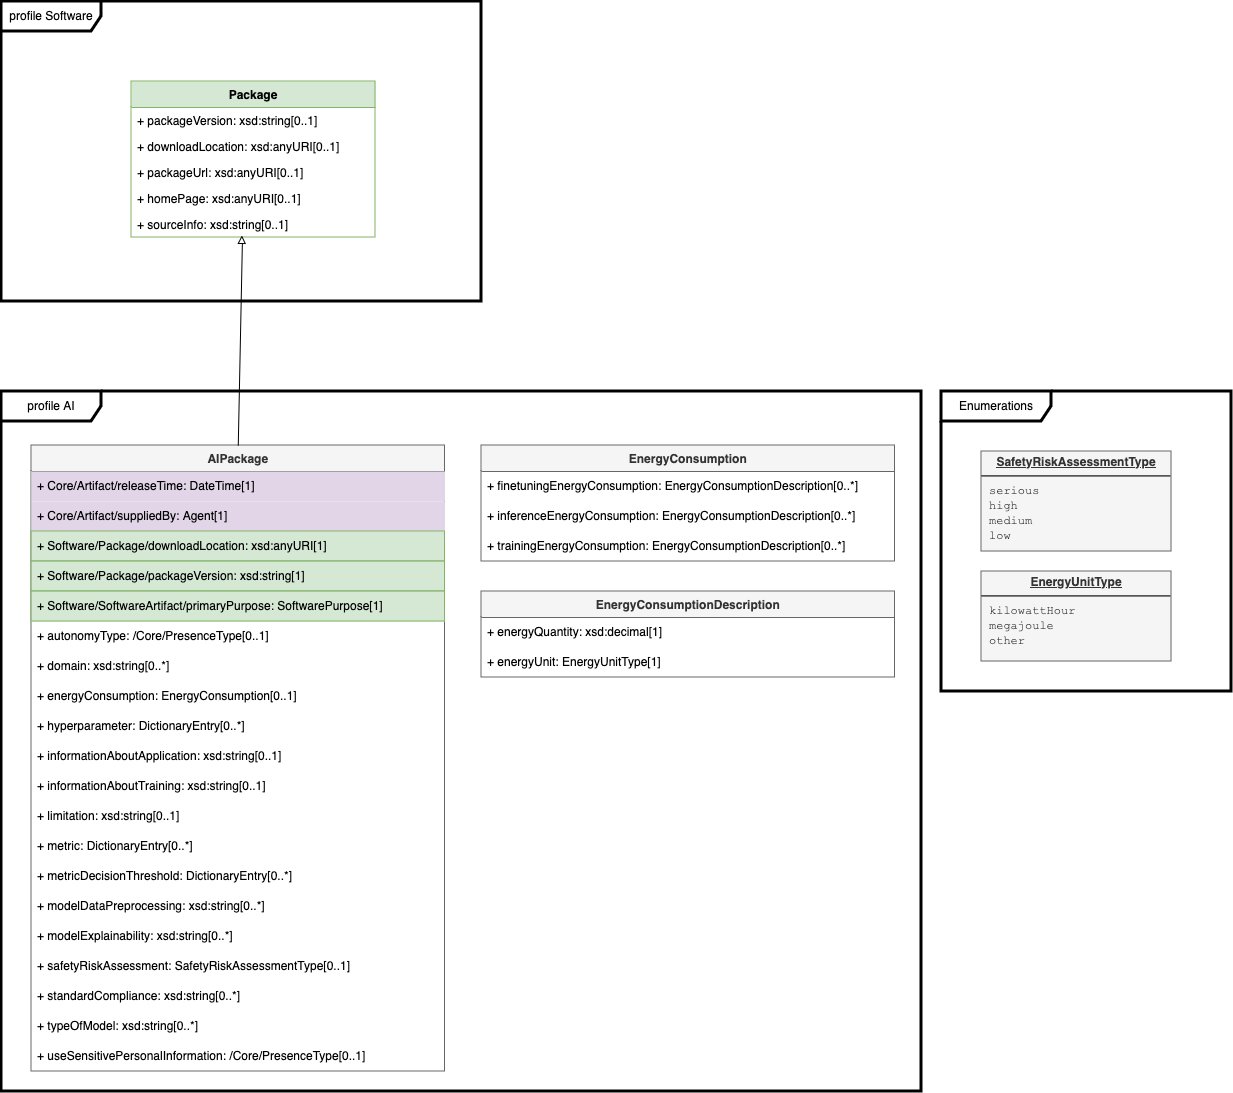 profile Software
Package
+ packageVersion: xsd:string[0..1]
+ downloadLocation: xsd:anyURI[0..1]
+ packageUrl: xsd:anyURI[0..1]
+ homePage: xsd:anyURI[0..1]
+ sourceInfo: xsd:string[0..1]
profile AI
AIPackage
+ Core/Artifact/releaseTime: DateTime[1]
+ Core/Artifact/suppliedBy: Agent[1]
+ Software/Package/downloadLocation: xsd:anyURI[1]
+ Software/Package/packageVersion: xsd:string[1]
+ Software/SoftwareArtifact/primaryPurpose: SoftwarePurpose[1]
+ autonomyType: /Core/PresenceType[0..1]
+ domain: xsd:string[0..*]
+ energyConsumption: EnergyConsumption[0..1]
+ hyperparameter: DictionaryEntry[0..*]
+ informationAboutApplication: xsd:string[0..1]
+ informationAboutTraining: xsd:string[0..1]
+ limitation: xsd:string[0..1]
+ metric: DictionaryEntry[0..*]
+ metricDecisionThreshold: DictionaryEntry[0..*]
+ modelDataPreprocessing: xsd:string[0..*]
+ modelExplainability: xsd:string[0..*]
+ safetyRiskAssessment: SafetyRiskAssessmentType[0..1]
+ standardCompliance: xsd:string[0..*]
+ typeOfModel: xsd:string[0..*]
+ useSensitivePersonalInformation: /Core/PresenceType[0..1]
EnergyConsumption
+ finetuningEnergyConsumption: EnergyConsumptionDescription[0..*]
+ inferenceEnergyConsumption: EnergyConsumptionDescription[0..*]
+ trainingEnergyConsumption: EnergyConsumptionDescription[0..*]
EnergyConsumptionDescription
+ energyQuantity: xsd:decimal[1]
+ energyUnit: EnergyUnitType[1]
Enumerations
SafetyRiskAssessmentType
serious
high
medium
low
EnergyUnitType
kilowattHour
megajoule
other